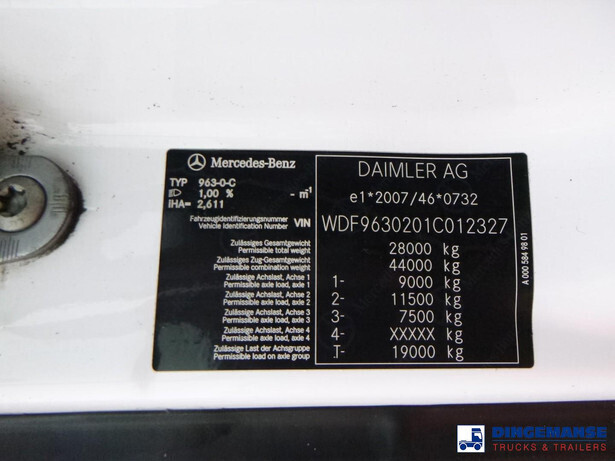 Mercedes-Benz
TYP 963-0-C
1,00 % - m-1
IHA= 2,611
Fahrzeugidentifizierungsnummer
Vehicle Identification Number VIN
Zulässiges Gesamtgewicht
Permissible total weight
Zulässiges Zug-Gesamtgewicht
Permissible combination weight
Zulässige Achslast, Achse 1
Permissible axle load, axle 1
Zulässige Achslast, Achse 2
Permissible axle load, axle 2
Zulässige Achslast, Achse 3
Permissible axle load, axle 3
Zulässige Achslast, Achse 4
Permissible axle load, axle 4
Zulässige Last der Achsgruppe
Permissible load on axle group
DAIMLER AG
e1*2007/46*0732
WDF9630201C012327
28000 kg
44000 kg
1- 9000 kg
2- 11500 kg
3- 7500 kg
4- XXXXX kg
T- 19000 kg
A 000 584 98 01
DINGEMANSE
TRUCKS & TRAILERS